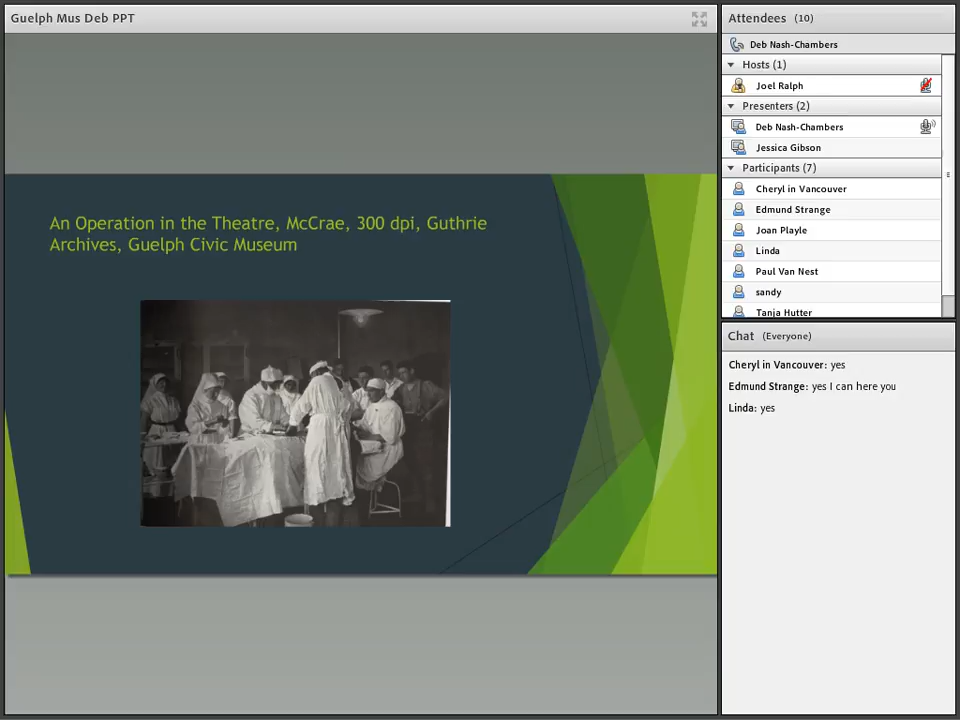 Guelph Mus Deb PPT
An Operation in the Theatre, McCrae, 300 dpi, Guthrie
Archives, Guelph Civic Museum
Attendees (10)
Deb Nash-Chambers
Hosts (1)
Joel Ralph
Presenters (2)
Deb Nash-Chambers
Jessica Gibson
Participants (7)
Cheryl in Vancouver
Edmund Strange
Joan Playle
Linda
Paul Van Nest
sandy
Tanja Hutter
Chat (Everyone)
Cheryl in Vancouver: yes
Edmund Strange: yes I can here you
Linda: yes